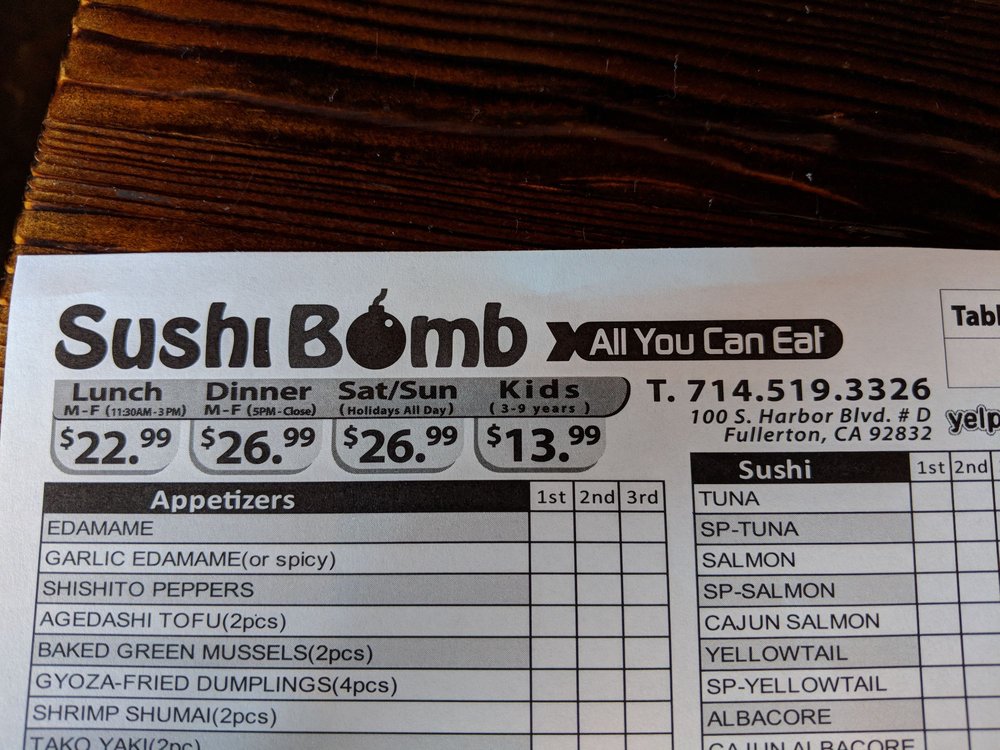 Sushi Bomb All You Can Eat
Lunch Dinner Sat/Sun Kids
M-F (11:30AM-3PM) M-F (5PM-Close) (Holidays All Day) (3-9 years)
$22.99 $26.99 $26.99 $13.99
T. 714.519.3326
100 S. Harbor Blvd. # D
Fullerton, CA 92832
yelp
Appetizers 1st 2nd 3rd
EDAMAME
GARLIC EDAMAME(or spicy)
SHISHITO PEPPERS
AGEDASHI TOFU(2pcs)
BAKED GREEN MUSSELS(2pcs)
GYOZA-FRIED DUMPLINGS(4pcs)
SHRIMP SHUMAI(2pcs)
TAKO YAKI(2pc)
Sushi 1st 2nd
TUNA
SP-TUNA
SALMON
SP-SALMON
CAJUN SALMON
YELLOWTAIL
SP-YELLOWTAIL
ALBACORE
CAJUN ALBACORE